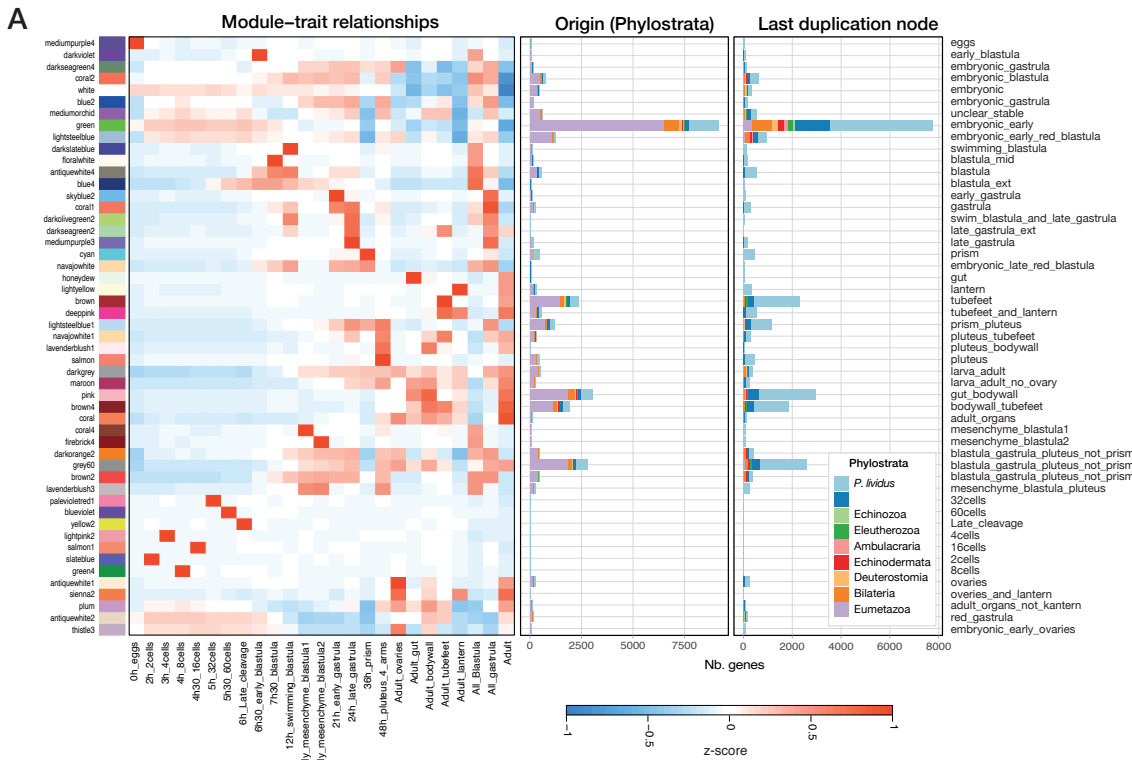 A
Module–trait relationships
Origin (Phylostrata)
Last duplication node
mediumpurple4
darkviolet
darkseagreen4
coral2
white
blue2
mediumorchid
green
lightsteelblue
darkslateblue
floralwhite
antiquewhite4
blue4
skyblue2
coral1
darkolivegreen2
darkseagreen2
mediumpurple3
cyan
navajowhite
honeydew
lightyellow
brown
deeppink
lightsteelblue1
navajowhite1
lavenderblush1
salmon
darkgrey
maroon
pink
brown4
coral
coral4
firebrick4
darkorange2
grey60
brown2
lavenderblush3
palevioletred1
blueviolet
yellow2
lightpink2
salmon1
slateblue
green4
antiquewhite1
sienna2
plum
antiquewhite2
thistle3
eggs
early_blastula
embryonic_gastrula
embryonic_blastula
embryonic
embryonic_gastrula
unclear_stable
embryonic_early
embryonic_early_red_blastula
swimming_blastula
blastula_mid
blastula
blastula_ext
early_gastrula
gastrula
swim_blastula_and_late_gastrula
late_gastrula_ext
late_gastrula
prism
embryonic_late_red_blastula
gut
lantern
tubefeet
tubefeet_and_lantern
prism_pluteus
pluteus_tubefeet
pluteus_bodywall
pluteus
larva_adult
larva_adult_no_ovary
gut_bodywall
bodywall_tubefeet
adult_organs
mesenchyme_blastula1
mesenchyme_blastula2
blastula_gastrula_pluteus_not_prism
blastula_gastrula_pluteus_not_prism
blastula_gastrula_pluteus_not_prism
mesenchyme_blastula_pluteus
32cells
60cells
Late_cleavage
4cells
16cells
2cells
8cells
ovaries
overies_and_lantern
adult_organs_not_kantern
red_gastrula
embryonic_early_ovaries
Phylostrata
P. lividus
Echinozoa
Eleutherozoa
Ambulacraria
Echinodermata
Deuterostomia
Bilateria
Eumetazoa
0 2500 5000 7500
0 2000 4000 6000 8000
Nb. genes
0h_eggs
2h_2cells
3h_4cells
4h_8cells
4h30_16cells
5h_32cells
5h30_60cells
6h_Late_cleavage
6h30_early_blastula
7h30_blastula
12h_swimming_blastula
ly_mesenchyme_blastula1
ly_mesenchyme_blastula2
21h_early_gastrula
24h_late_gastrula
36h_prism
48h_pluteus_4_arms
Adult_ovaries
Adult_gut
Adult_bodywall
Adult_tubefeet
Adult_lantern
All_Blastula
All_gastrula
Adult
-1 -0.5 0 0.5 1
z-score